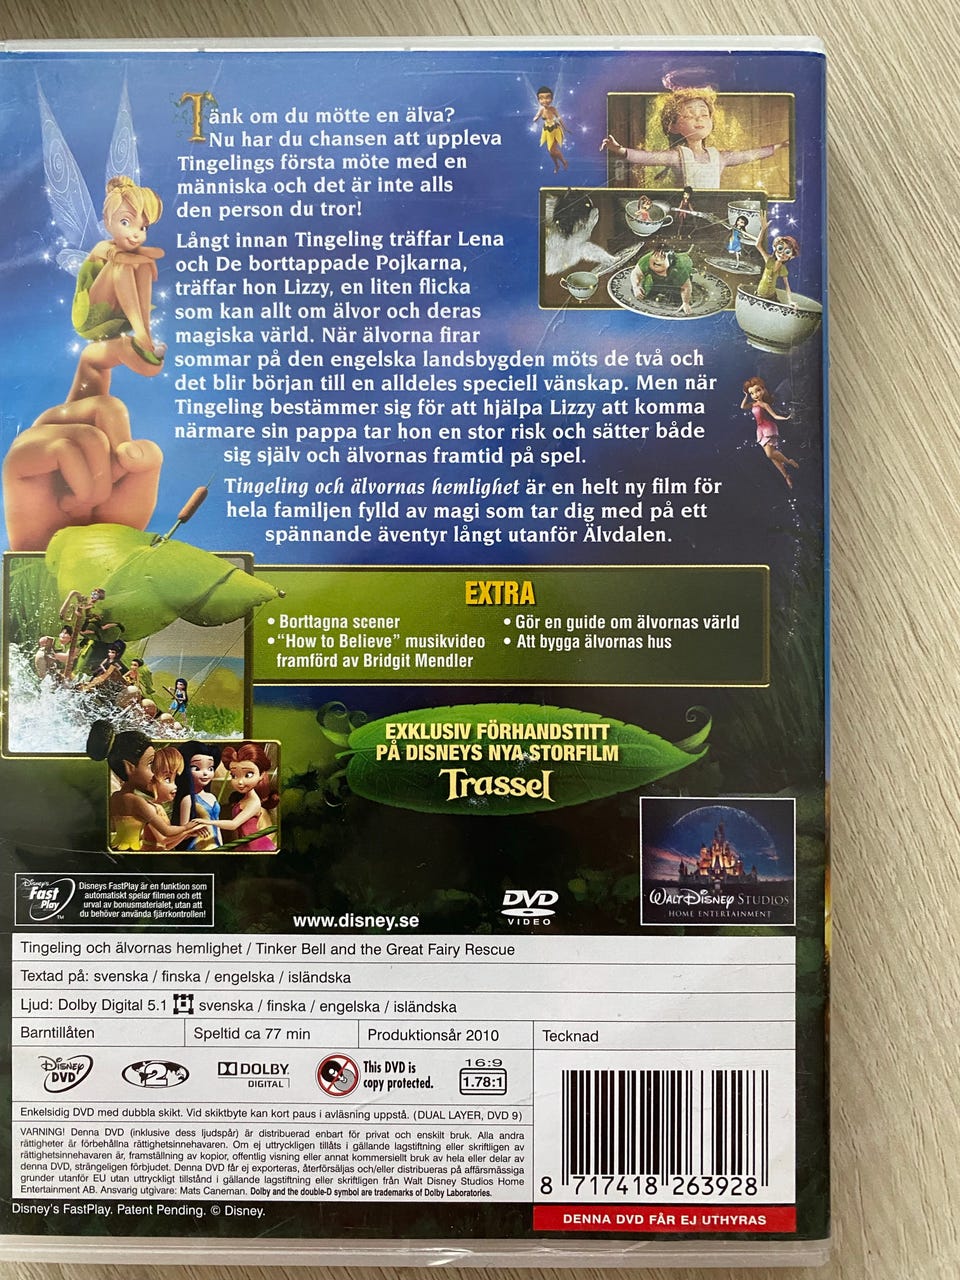 Tänk om du mötte en älva?
Nu har du chansen att uppleva
Tingelings första möte med en
människa och det är inte alls
den person du tror!
Långt innan Tingeling träffar Lena
och De borttappade Pojkarna,
träffar hon Lizzy, en liten flicka
som kan allt om älvor och deras
magiska värld. När älvorna firar
sommar på den engelska landsbygden möts de två och
det blir början till en alldeles speciell vänskap. Men när
Tingeling bestämmer sig för att hjälpa Lizzy att komma
närmare sin pappa tar hon en stor risk och sätter både
sig själv och älvornas framtid på spel.
Tingeling och älvornas hemlighet är en helt ny film för
hela familjen fylld av magi som tar dig med på ett
spännande äventyr långt utanför Älvdalen.
EXTRA
• Borttagna scener
• "How to Believe" musikvideo
framförd av Bridgit Mendler
• Gör en guide om älvornas värld
• Att bygga älvornas hus
EXKLUSIV FÖRHANDSTITT
PÅ DISNEYS NYA STORFILM
Trassel
Disney's
Fast
Play
TM
Disneys FastPlay är en funktion som
automatiskt spelar filmen och ett
urval av bonusmaterialet, utan att
du behöver använda fjärrkontrollen!
www.disney.se
DVD
VIDEO
WALT DISNEY STUDIOS
HOME ENTERTAINMENT
Tingeling och älvornas hemlighet / Tinker Bell and the Great Fairy Rescue
Textad på: svenska / finska / engelska / isländska
Ljud: Dolby Digital 5.1 svenska / finska / engelska / isländska
Barntillåten
Speltid ca 77 min
Produktionsår 2010
Tecknad
Disney
DVD
2
DOLBY
DIGITAL
This DVD is
copy protected.
16:9
1.78:1
Enkelsidig DVD med dubbla skikt. Vid skiktbyte kan kort paus i avläsning uppstå. (DUAL LAYER, DVD 9)
VARNING! Denna DVD (inklusive dess ljudspår) är distribuerad enbart för privat och enskilt bruk. Alla andra
rättigheter är förbehållna rättighetsinnehavaren. Om ej uttryckligen tillåts i gällande lagstiftning eller skriftligen av
rättighetsinnehavaren är, framställning av kopior, offentlig visning eller annat kommersiellt bruk av hela eller delar av
denna DVD, strängeligen förbjudet. Denna DVD får ej exporteras, återförsäljas och/eller distribueras på affärsmässiga
grunder utanför EU utan uttryckligt tillstånd i gällande lagstiftning eller skriftligen från Walt Disney Studios Home
Entertainment AB. Ansvarig utgivare: Mats Caneman. Dolby and the double-D symbol are trademarks of Dolby Laboratories.
8 717418 263928
DENNA DVD FÅR EJ UTHYRAS
Disney's FastPlay. Patent Pending. © Disney.